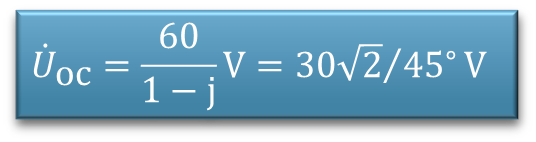 U̇_OC = 60/(1 − j) V = 30√2/45° V